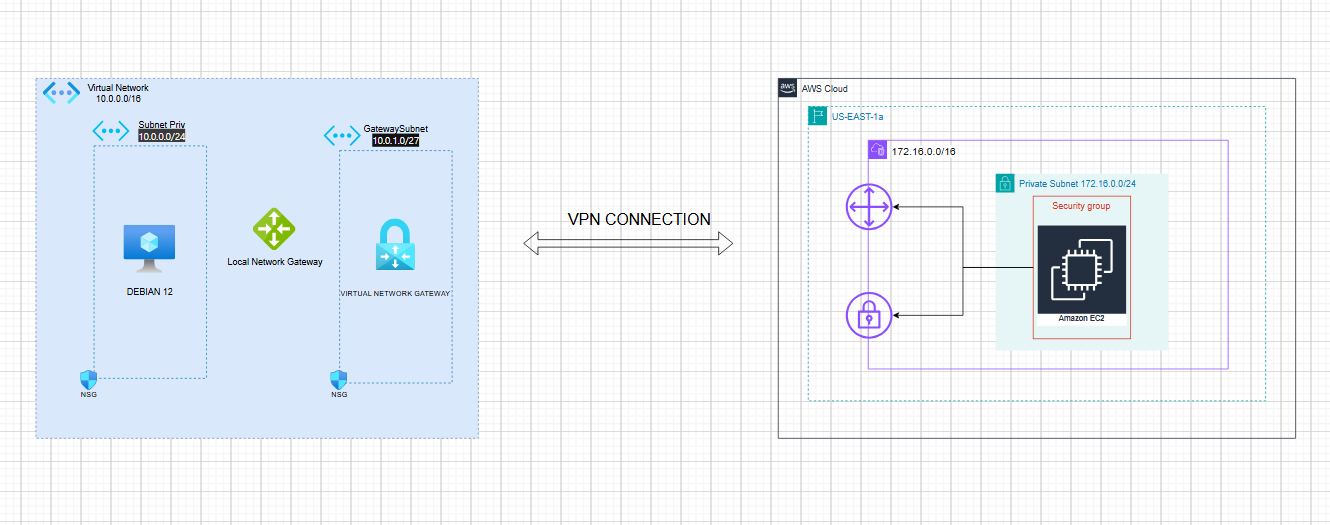 Virtual Network
10.0.0.0/16
Subnet Priv
10.0.0.0/24
GatewaySubnet
10.0.1.0/27
Local Network Gateway
DEBIAN 12
VIRTUAL NETWORK GATEWAY
NSG
NSG
VPN CONNECTION
aws
AWS Cloud
US-EAST-1a
172.16.0.0/16
Private Subnet 172.16.0.0/24
Security group
Amazon EC2